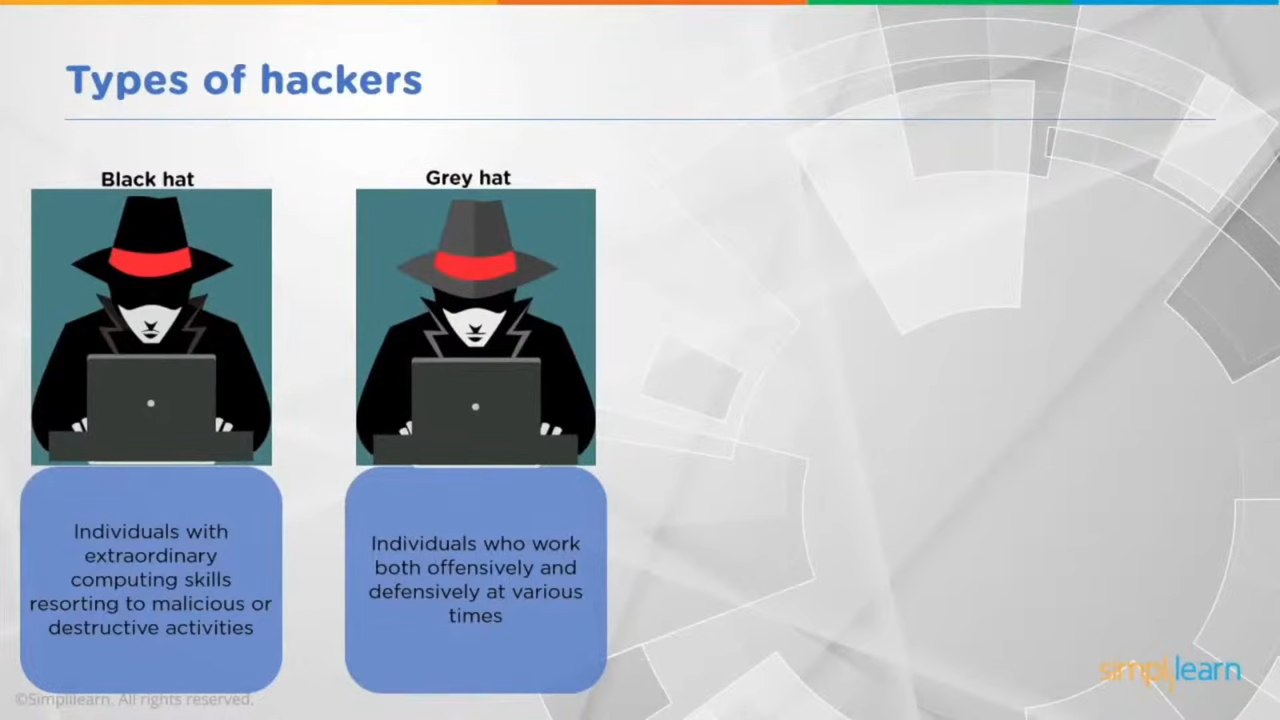 Types of hackers
Black hat
Grey hat
Individuals with
extraordinary
computing skills
resorting to malicious or
destructive activities
Individuals who work
both offensively and
defensively at various
times
©Simplilearn. All rights reserved.
simplilearn